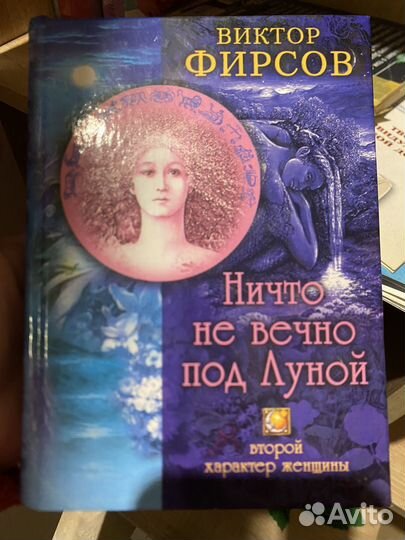 ВИКТОР
ФИРСОВ
Ничто
не вечно
под Луной
второй
характер женщины
Avito